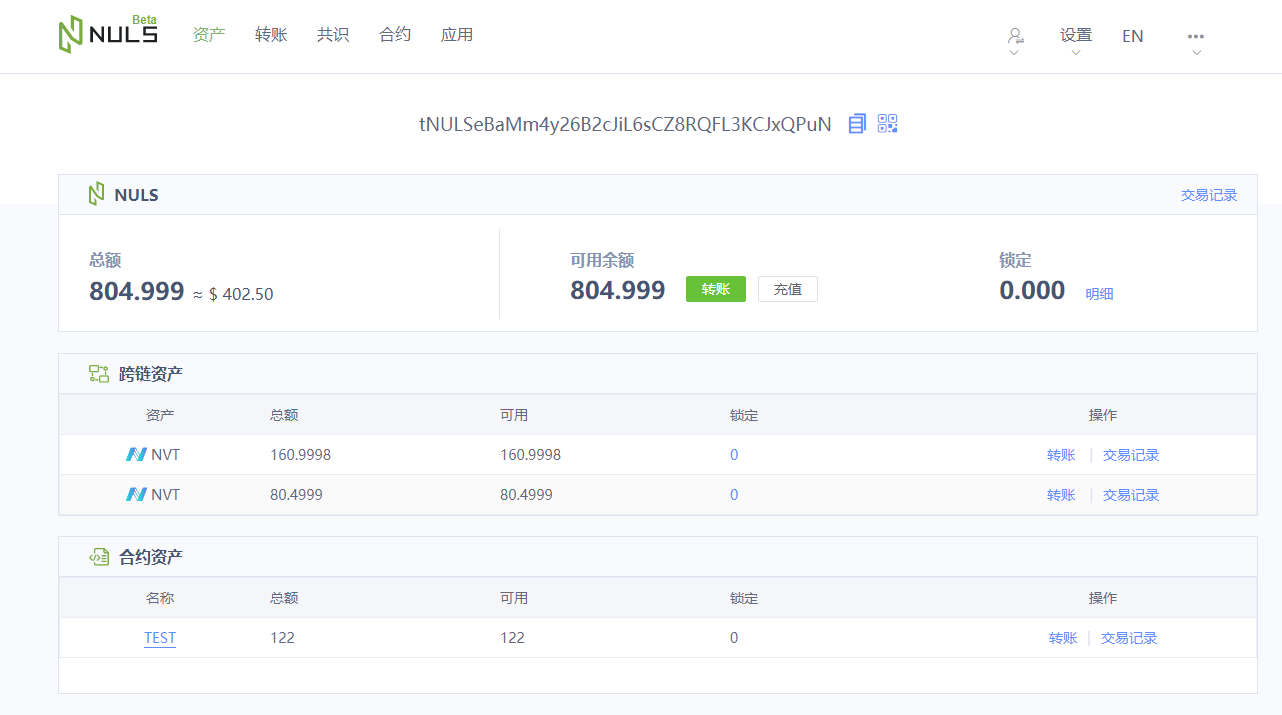 Beta
NULS 资产 转账 共识 合约 应用 设置 EN
tNULSeBaMm4y26B2cJiL6sCZ8RQFL3KCJxQPuN
NULS 交易记录
总额 可用余额 锁定
804.999 ≈ $ 402.50 804.999 转账 充值 0.000 明细
跨链资产
资产 总额 可用 锁定 操作
NVT 160.9998 160.9998 0 转账 交易记录
NVT 80.4999 80.4999 0 转账 交易记录
合约资产
名称 总额 可用 锁定 操作
TEST 122 122 0 转账 交易记录